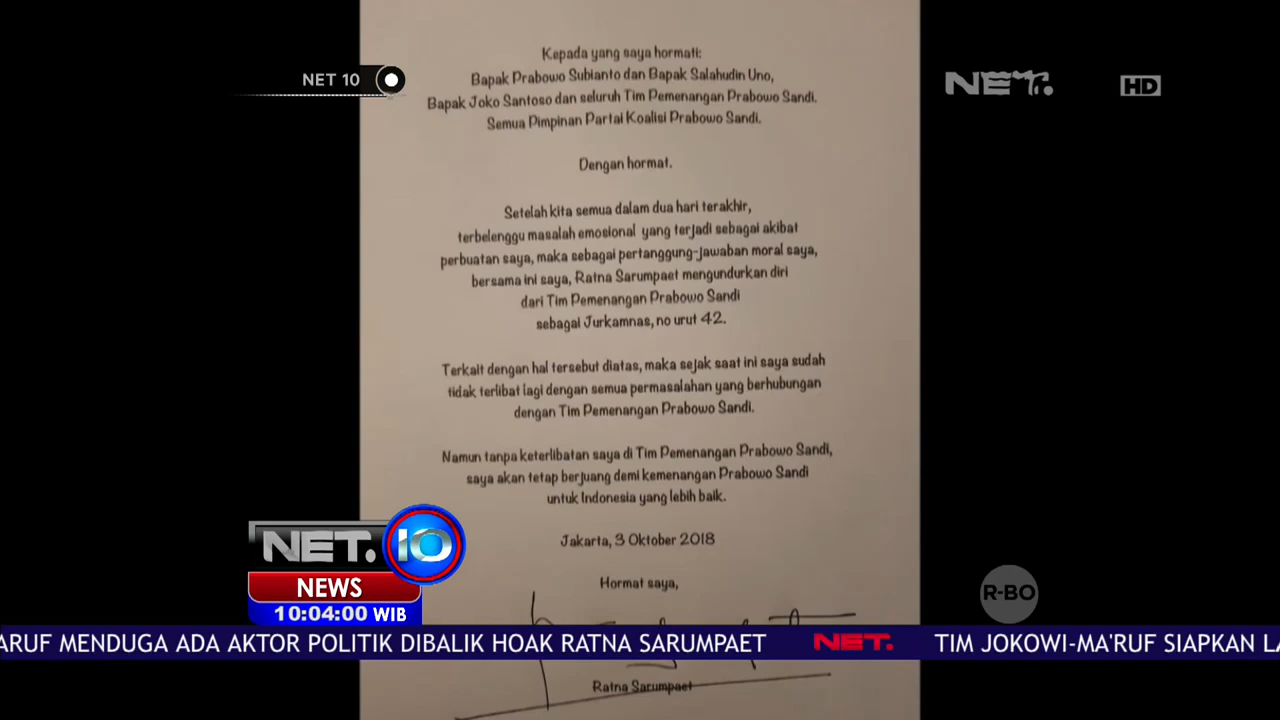 NET 10
NET.
HD
Kepada yang saya hormati:
Bapak Prabowo Subianto dan Bapak Salahudin Uno,
Bapak Joko Santoso dan seluruh Tim Pemenangan Prabowo Sandi.
Semua Pimpinan Partai Koalisi Prabowo Sandi.
Dengan hormat.
Setelah kita semua dalam dua hari terakhir,
terbelenggu masalah emosional yang terjadi sebagai akibat
perbuatan saya, maka sebagai pertanggung-jawaban moral saya,
bersama ini saya, Ratna Sarumpaet mengundurkan diri
dari Tim Pemenangan Prabowo Sandi
sebagai Jurkamnas, no urut 42.
Terkait dengan hal tersebut diatas, maka sejak saat ini saya sudah
tidak terlibat lagi dengan semua permasalahan yang berhubungan
dengan Tim Pemenangan Prabowo Sandi.
Namun tanpa keterlibatan saya di Tim Pemenangan Prabowo Sandi,
saya akan tetap berjuang demi kemenangan Prabowo Sandi
untuk Indonesia yang lebih baik.
Jakarta, 3 Oktober 2018
Hormat saya,
NET. 10
NEWS
10:04:00 WIB
R-BO
ARUF MENDUGA ADA AKTOR POLITIK DIBALIK HOAK RATNA SARUMPAET NET. TIM JOKOWI-MA'RUF SIAPKAN LA
Ratna Sarumpaet